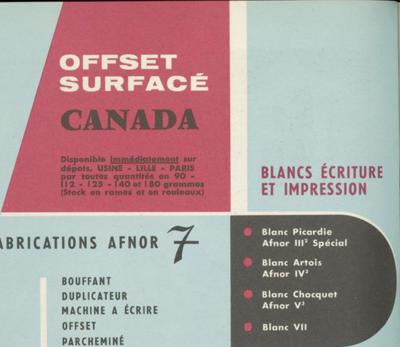 OFFSET
SURFACÉ
CANADA
Disponible immédiatement sur
dépots, USINE - LILLE - PARIS
par toutes quantités en 90 -
112 - 125 - 140 et 180 grammes
(Stock en rames et en rouleaux)
BLANCS ÉCRITURE
ET IMPRESSION
ABRICATIONS AFNOR 7
Blanc Picardie
Afnor III² Spécial
Blanc Artois
Afnor IV²
Blanc Chocquet
Afnor V²
Blanc VII
BOUFFANT
DUPLICATEUR
MACHINE A ÉCRIRE
OFFSET
PARCHEMINÉ